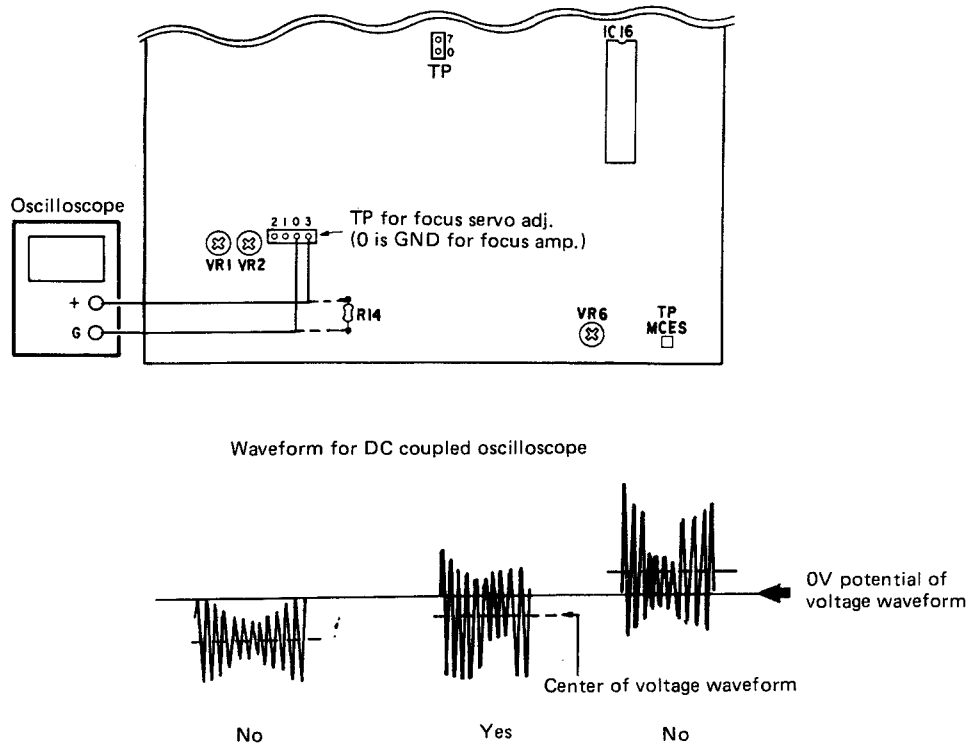 IC16
7
0
TP
Oscilloscope
2 1 0 3
TP for focus servo adj.
(0 is GND for focus amp.)
VR1 VR2
+
G
R14
VR6
TP
MCES
Waveform for DC coupled oscilloscope
0V potential of
voltage waveform
Center of voltage waveform
No
Yes
No